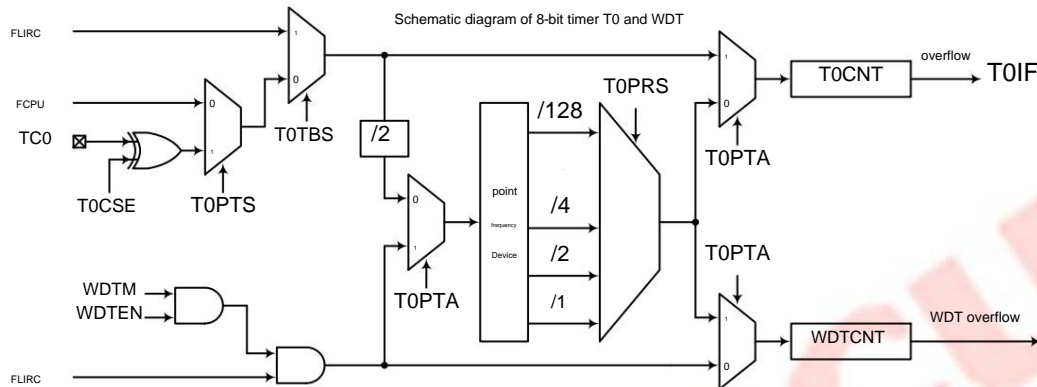 Schematic diagram of 8-bit timer T0 and WDT
FLIRC
1
0
T0TBS
FCPU
0
TC0
1
T0CSE
T0PTS
/2
0
1
T0PTA
point
frequency
Device
/128
/4
/2
/1
T0PRS
1
0
T0PTA
T0CNT
overflow
T0IF
T0PTA
1
0
WDTCNT
WDT overflow
WDTM
WDTEN
FLIRC